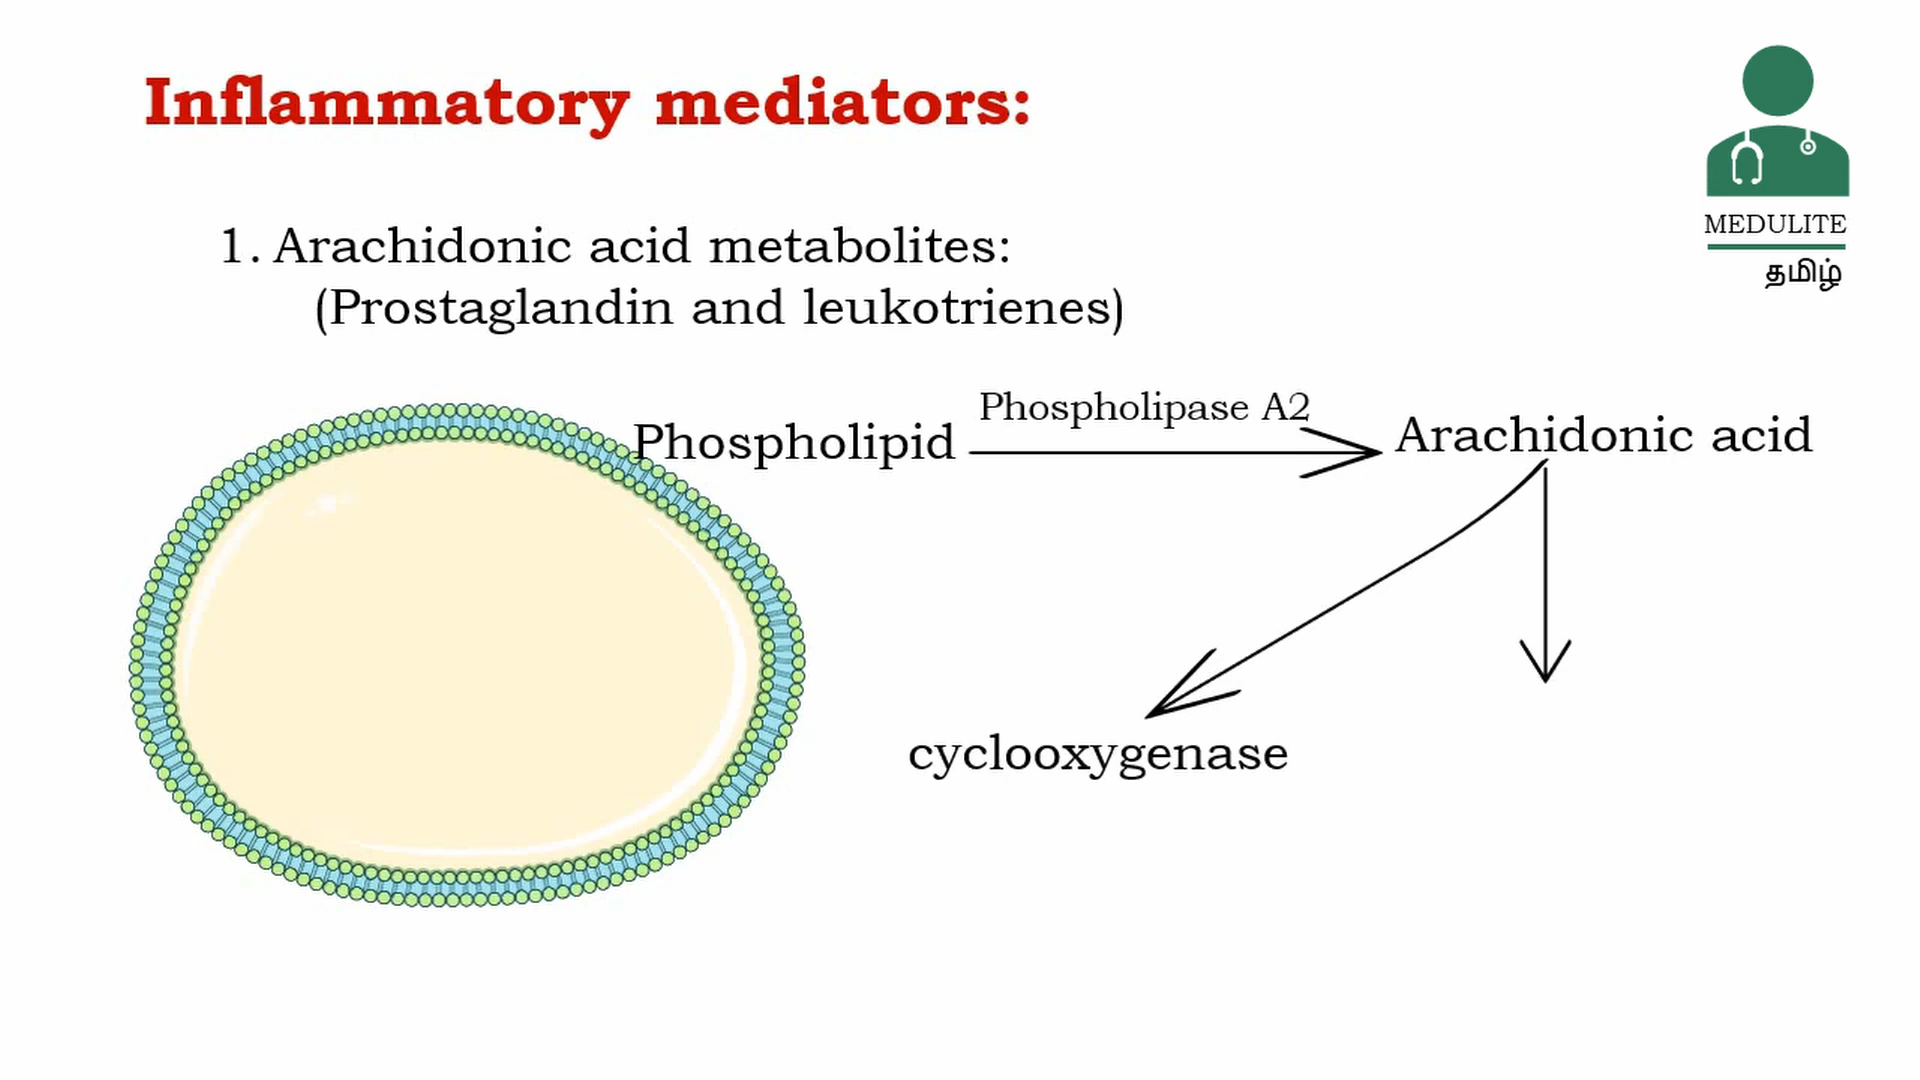 Inflammatory mediators:
MEDULITE
தமிழ்
1. Arachidonic acid metabolites:
(Prostaglandin and leukotrienes)
Phospholipid
Phospholipase A2
Arachidonic acid
cyclooxygenase